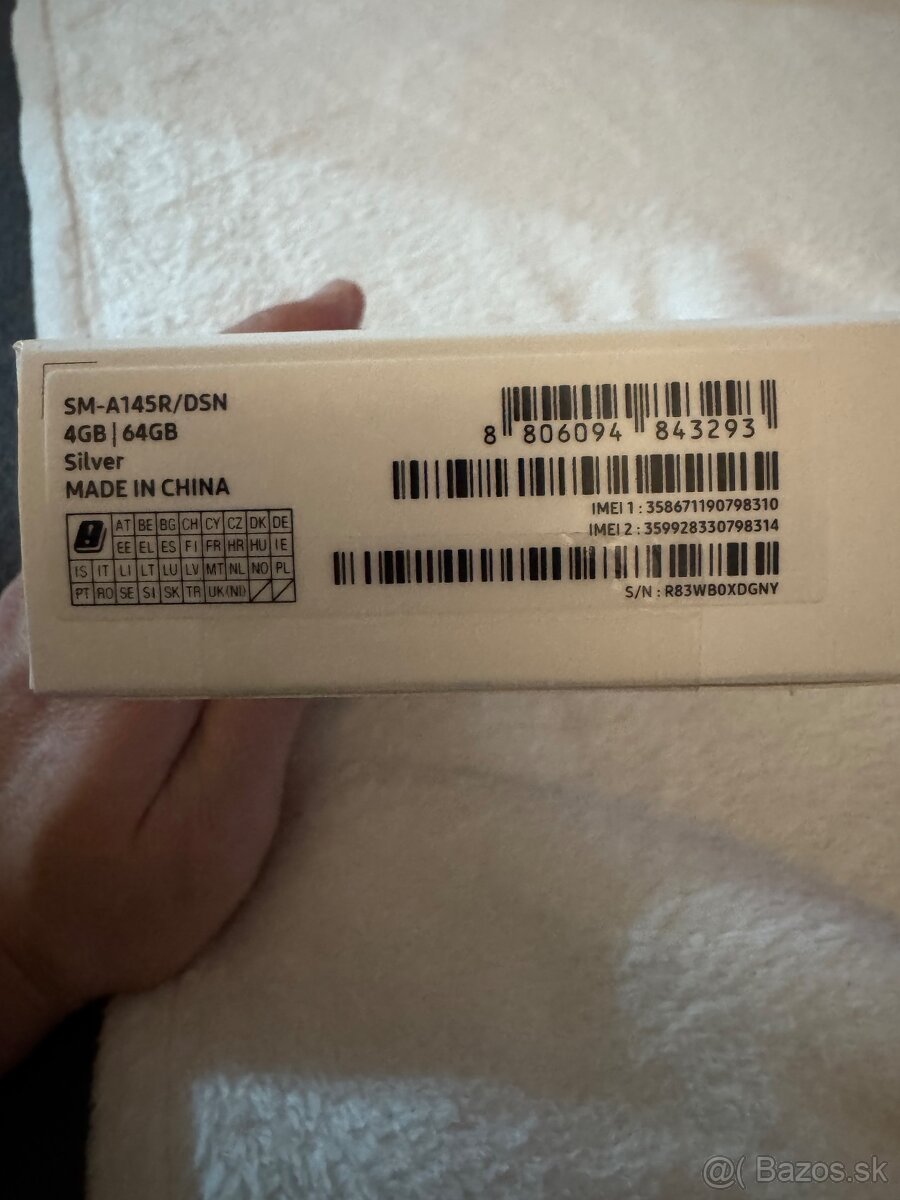 SM-A145R/DSN
4GB | 64GB
Silver
MADE IN CHINA
AT BE BG CH CY CZ DK DE
EE EL ES FI FR HR HU IE
IS IT LI LT LU LV MT NL NO PL
PT RO SE SI SK TR UK(NI)
8 806094 843293
IMEI 1 : 358671190798310
IMEI 2 : 359928330798314
S/N : R83WB0XDGNY
@( Bazos.sk